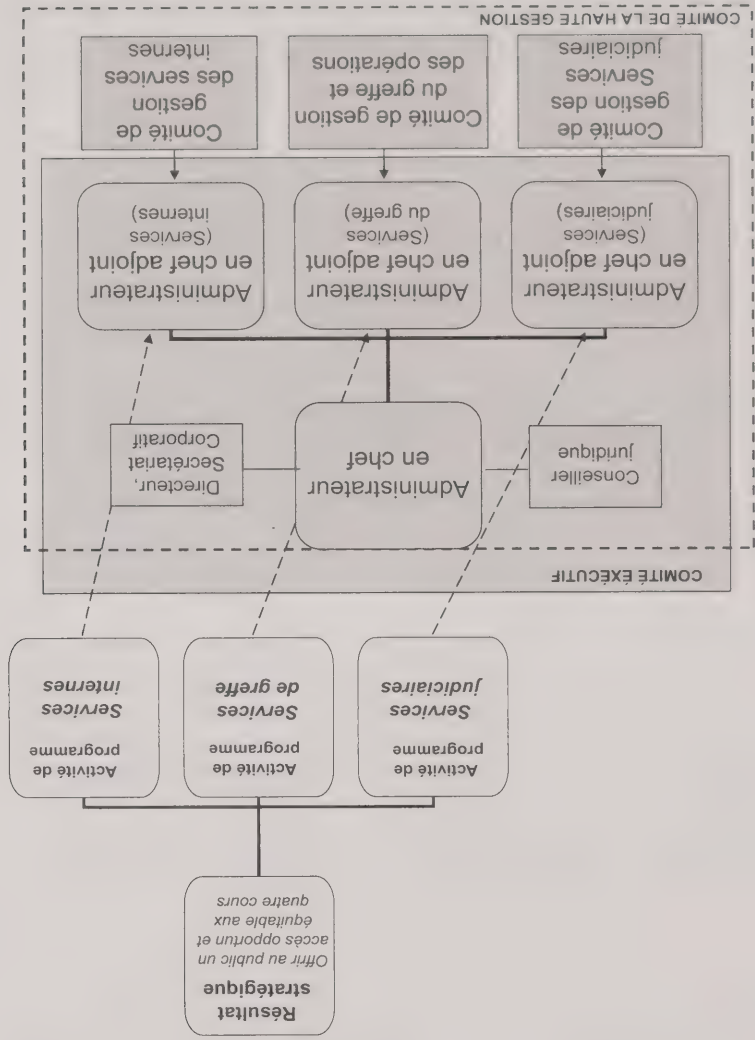 Résultat
stratégique
Offrir au public un
accès opportun et
équitable aux
quatre cours
Activité de
programme
Services
judiciaires
Activité de
programme
Services
de greffe
Activité de
programme
Services
internes
COMITÉ EXÉCUTIF
Conseiller
juridique
Administrateur
en chef
Directeur,
Secrétariat
Corporatif
Administrateur
en chef adjoint
(Services
judiciaires)
Administrateur
en chef adjoint
(Services
du greffe)
Administrateur
en chef adjoint
(Services
internes)
Comité de
gestion des
Services
judiciaires
Comité de gestion
du greffe et
des opérations
Comité de
gestion
des services
internes
COMITÉ DE LA HAUTE GESTION